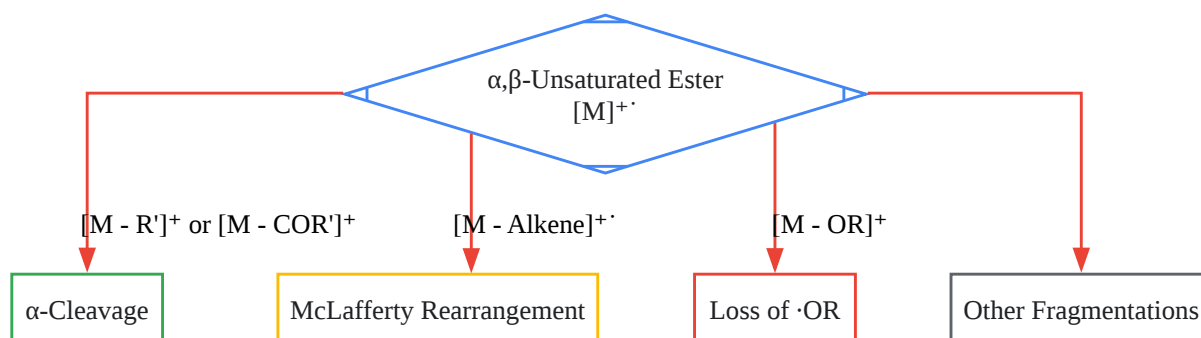 α,β-Unsaturated Ester
[M]⁺˙
[M - R']⁺ or [M - COR']⁺
[M - Alkene]⁺˙
[M - OR]⁺
α-Cleavage
McLafferty Rearrangement
Loss of ·OR
Other Fragmentations